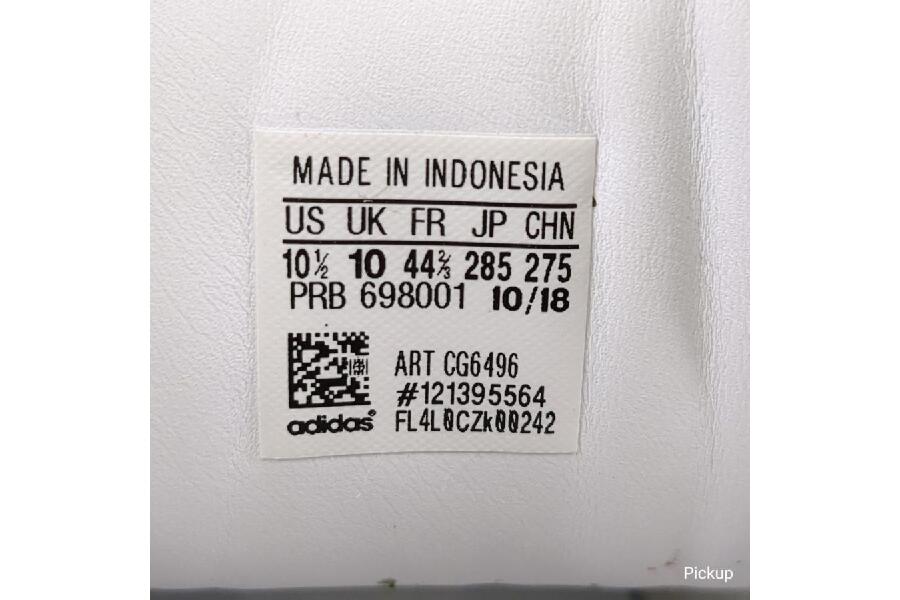 MADE IN INDONESIA
US UK FR JP CHN
10½ 10 44⅔ 285 275
PRB 698001 10/18
ART CG6496
#121395564
adidas® FL4L0CZk00242
Pickup